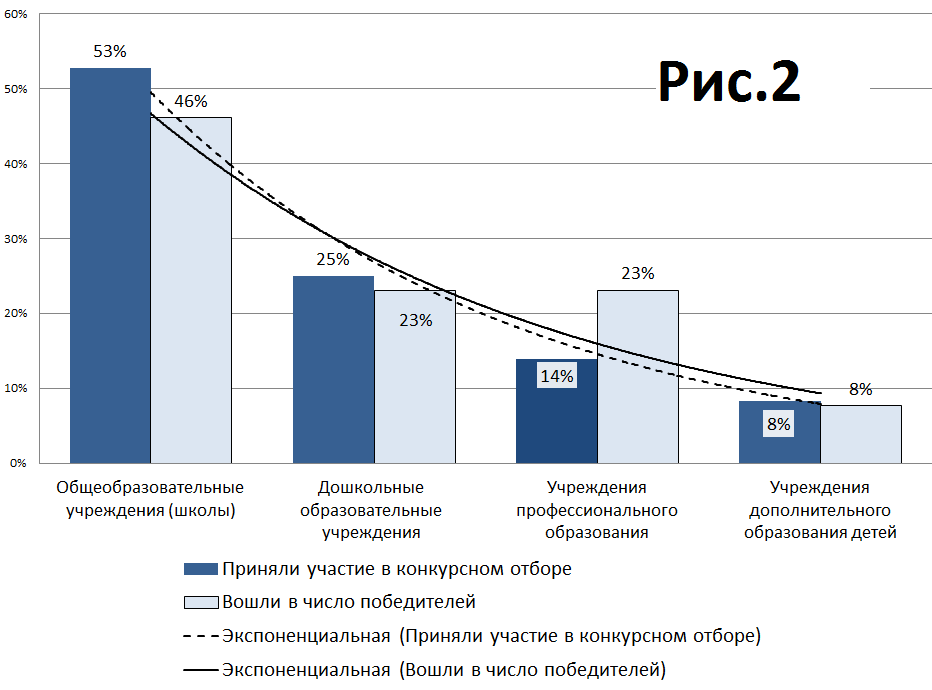 60%
53%
Рис.2
50%
46%
40%
30%
25%
23%
23%
20%
14%
10%
8%
8%
0%
Общеобразовательные
учреждения (школы)
Дошкольные
образовательные
учреждения
Учреждения
профессионального
образования
Учреждения
дополнительного
образования детей
Приняли участие в конкурсном отборе
Вошли в число победителей
Экспоненциальная (Приняли участие в конкурсном отборе)
Экспоненциальная (Вошли в число победителей)